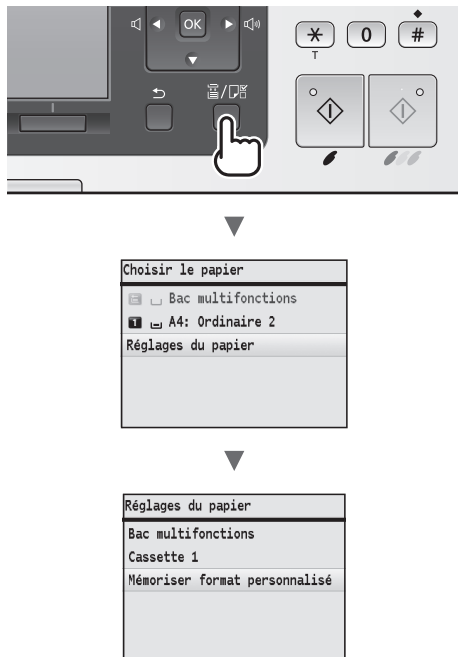 OK
0 #
T
Choisir le papier
Bac multifonctions
1 A4: Ordinaire 2
Réglages du papier
Réglages du papier
Bac multifonctions
Cassette 1
Mémoriser format personnalisé